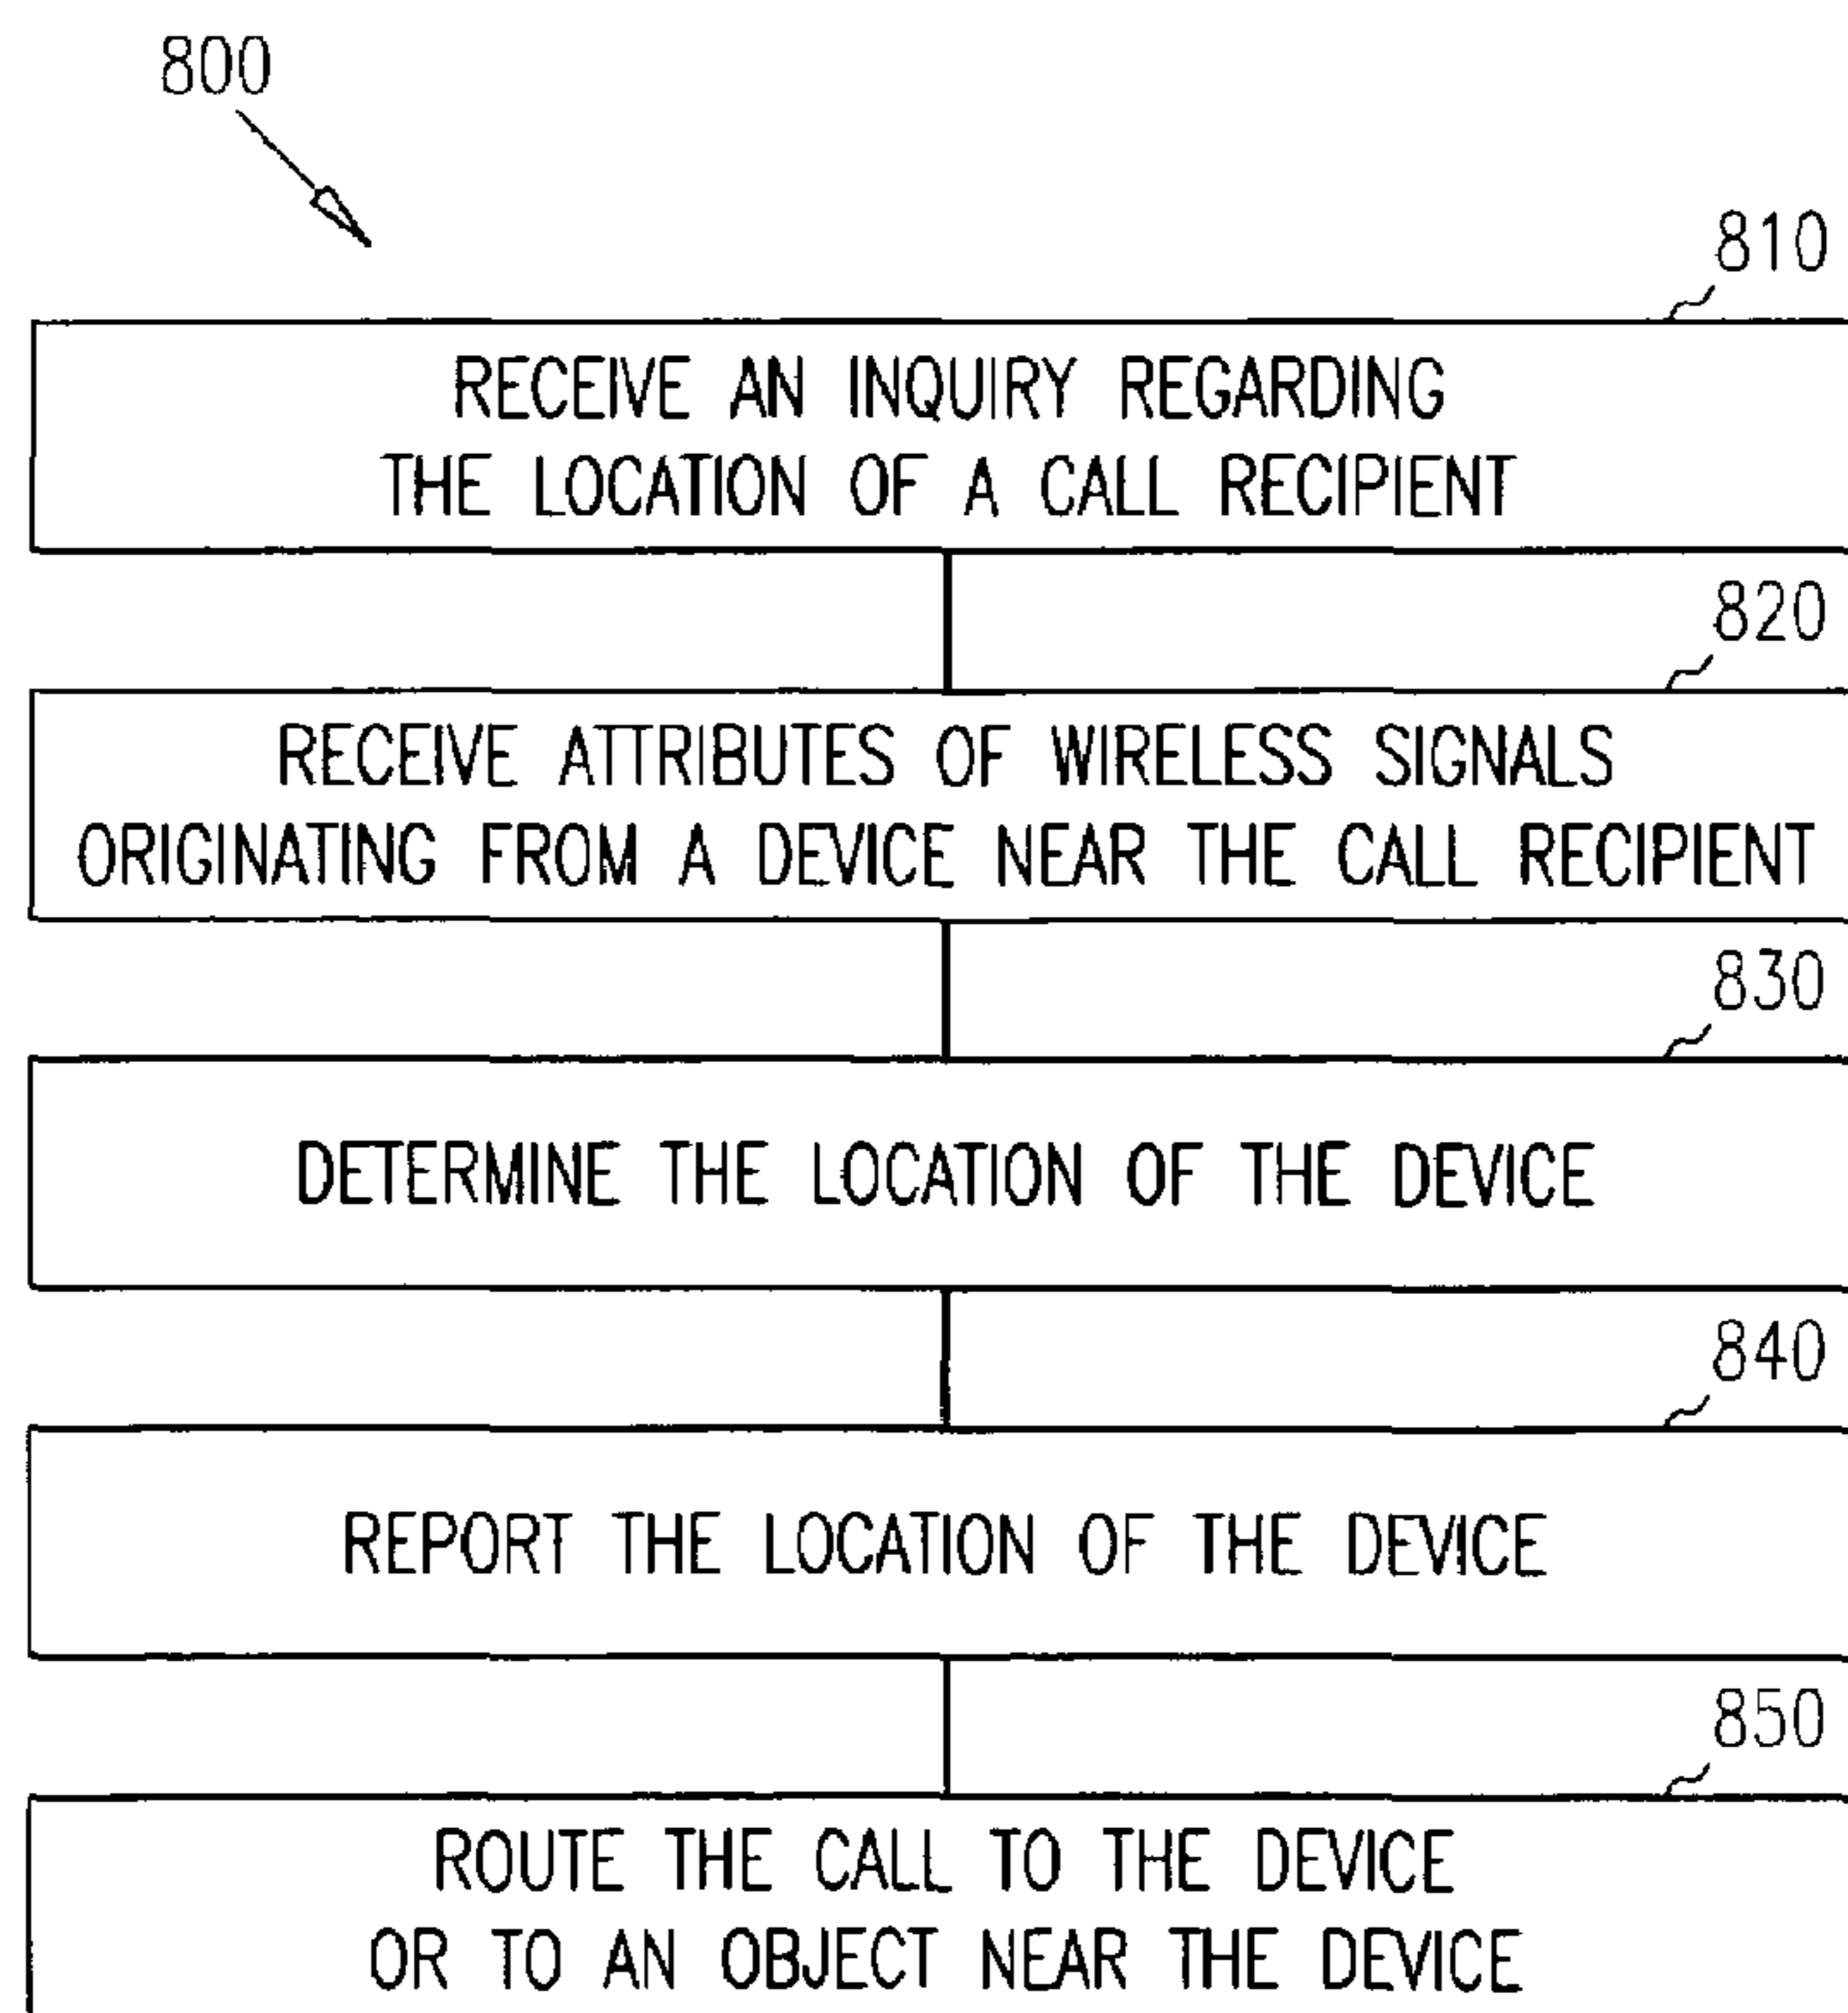 800
810
RECEIVE AN INQUIRY REGARDING
THE LOCATION OF A CALL RECIPIENT
820
RECEIVE ATTRIBUTES OF WIRELESS SIGNALS
ORIGINATING FROM A DEVICE NEAR THE CALL RECIPIENT
830
DETERMINE THE LOCATION OF THE DEVICE
840
REPORT THE LOCATION OF THE DEVICE
850
ROUTE THE CALL TO THE DEVICE
OR TO AN OBJECT NEAR THE DEVICE